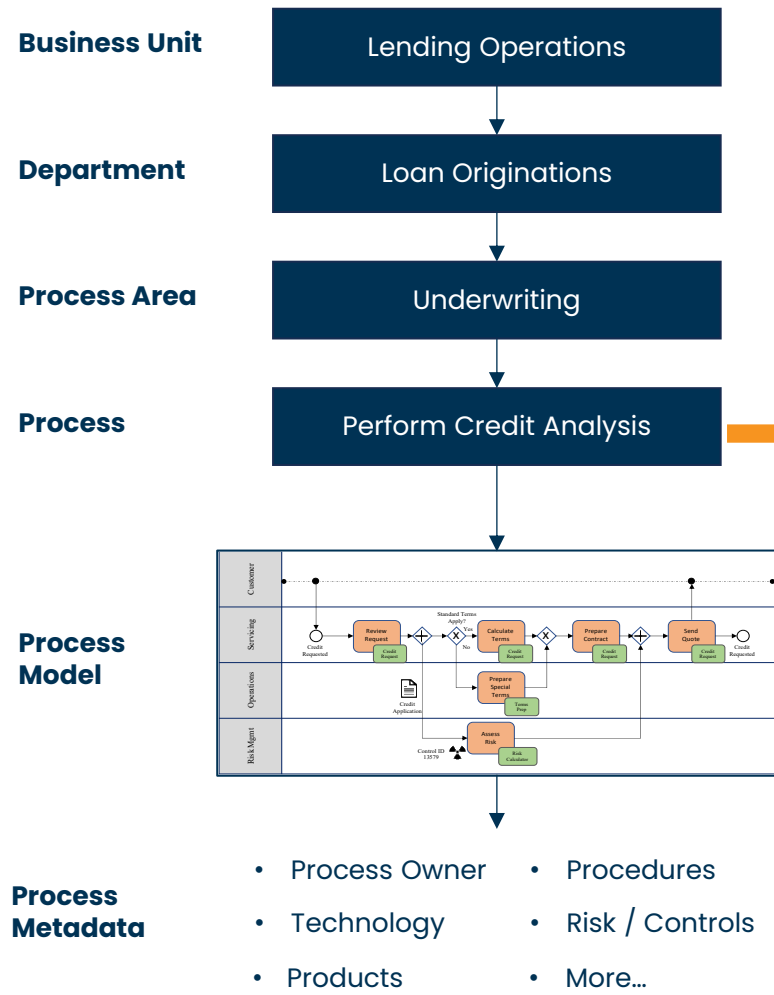 Business Unit
Lending Operations
Department
Loan Originations
Process Area
Underwriting
Process
Perform Credit Analysis
Process
Model
Customer
Servicing
Operations
Risk Mgmt
Credit
Requested
Review
Request
Credit
Request
Standard Terms
Apply?
Yes
No
X
Calculate
Terms
Credit
Request
X
Prepare
Contract
Credit
Request
Send
Quote
Credit
Request
Credit
Requested
Credit
Application
Prepare
Special
Terms
Terms
Prep
Control ID
13579
Assess
Risk
Risk
Calculator
Process
Metadata
• Process Owner
• Technology
• Products
• Procedures
• Risk / Controls
• More...